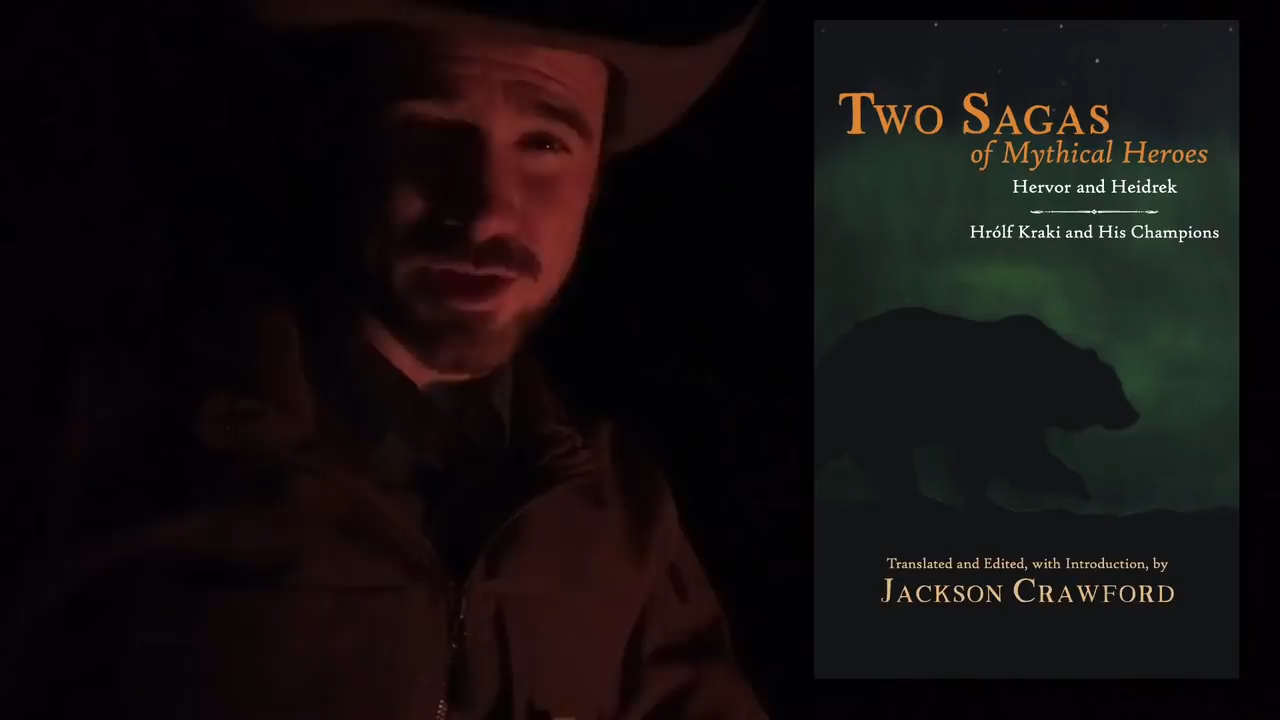 Two Sagas
of Mythical Heroes
Hervor and Heidrek
Hrólf Kraki and His Champions
Translated and Edited, with Introduction, by
Jackson Crawford